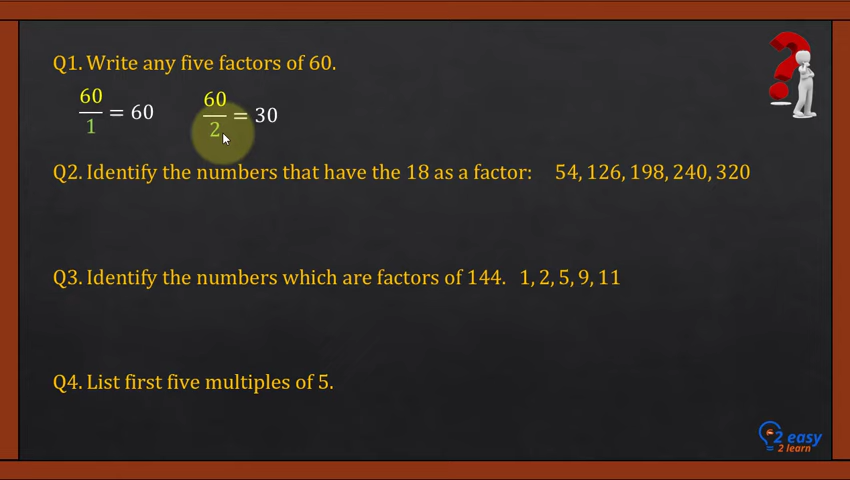 Q1. Write any five factors of 60.
60/1 = 60 60/2 = 30
Q2. Identify the numbers that have the 18 as a factor: 54, 126, 198, 240, 320
Q3. Identify the numbers which are factors of 144. 1, 2, 5, 9, 11
Q4. List first five multiples of 5.
2 easy
2 learn